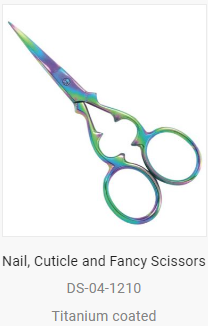 Nail, Cuticle and Fancy Scissors
DS-04-1210
Titanium coated